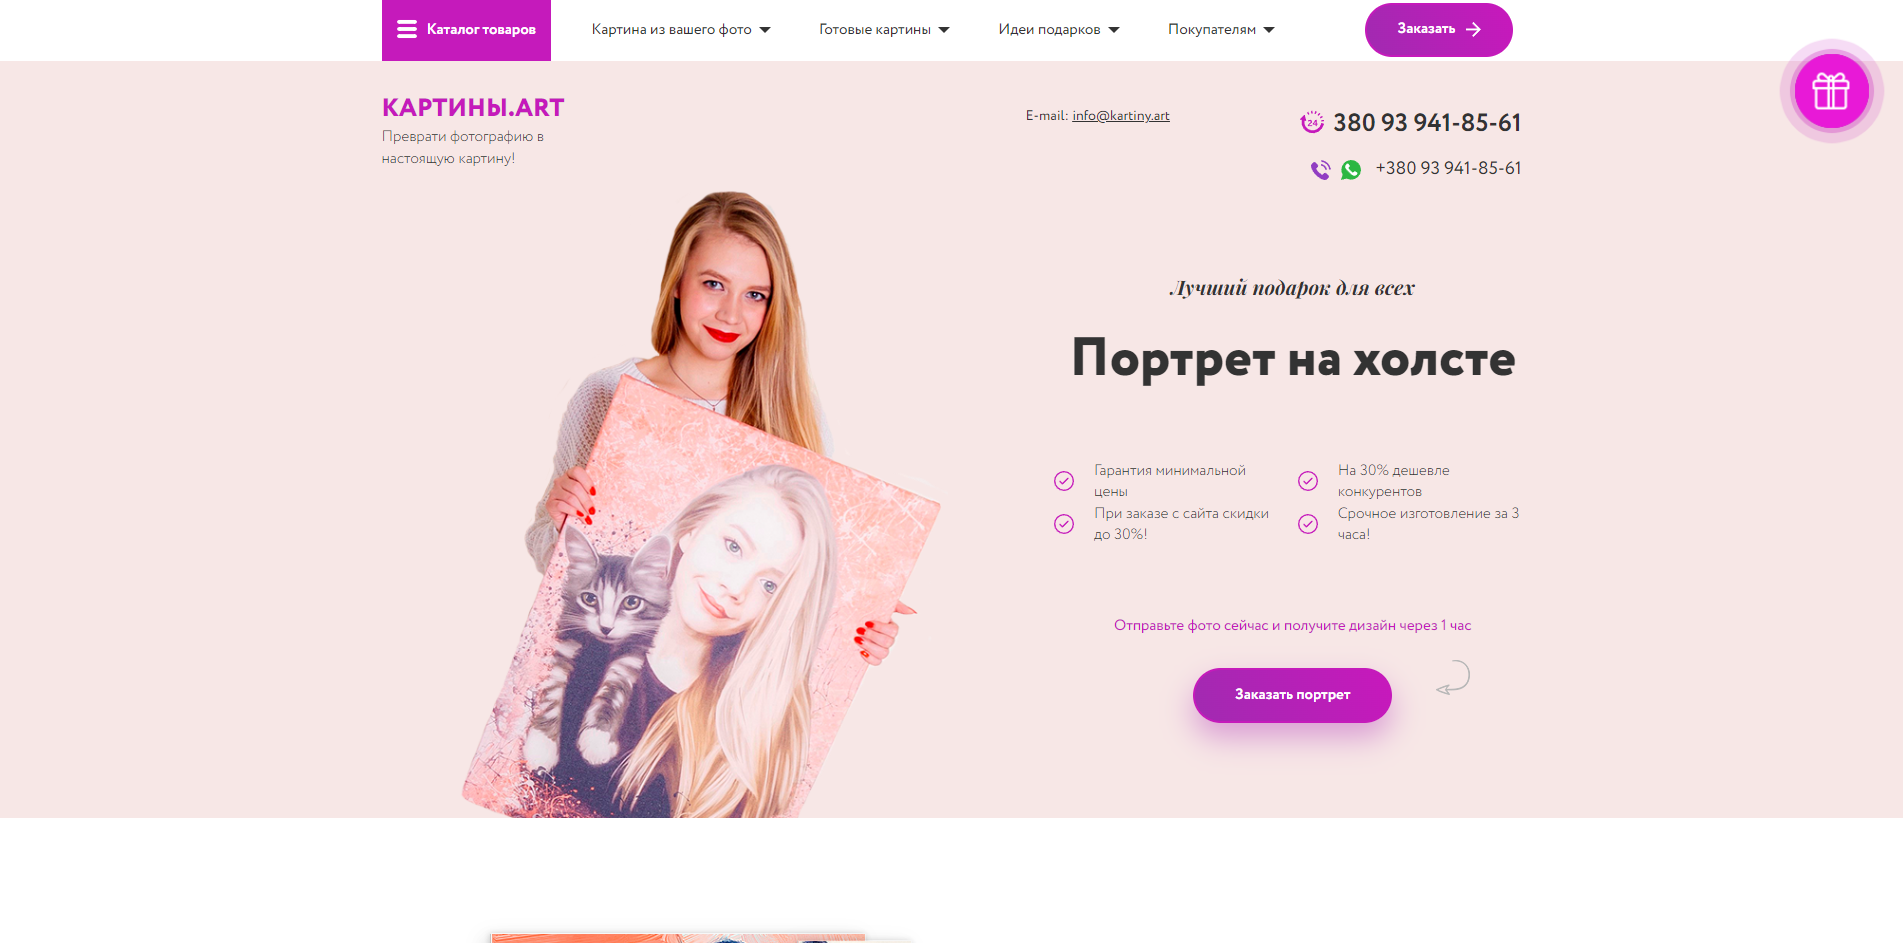 Каталог товаров
Картина из вашего фото
Готовые картины
Идеи подарков
Покупателям
Заказать
КАРТИНЫ.ART
Преврати фотографию в
настоящую картину!
E-mail: info@kartiny.art
24
380 93 941-85-61
+380 93 941-85-61
Лучший подарок для всех
Портрет на холсте
Гарантия минимальной
цены
На 30% дешевле
конкурентов
При заказе с сайта скидки
до 30%!
Срочное изготовление за 3
часа!
Отправьте фото сейчас и получите дизайн через 1 час
Заказать портрет